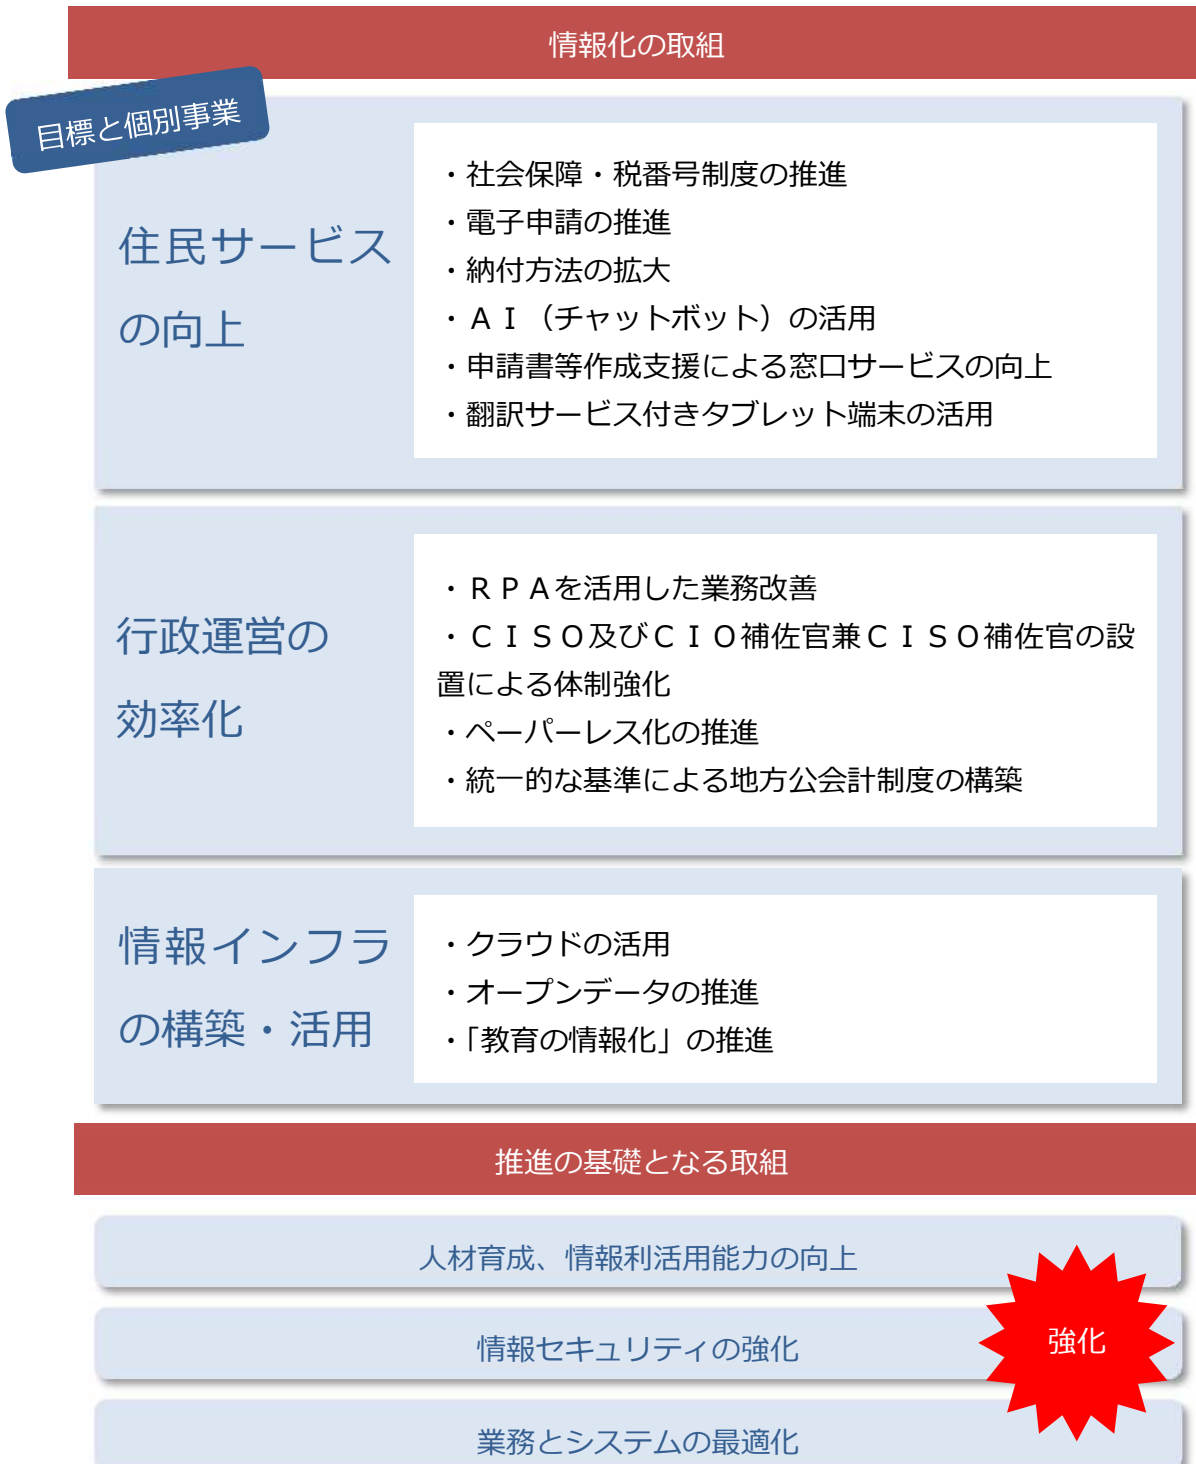 情報化の取組
目標と個別事業
住民サービス
の向上
・社会保障・税番号制度の推進
・電子申請の推進
・納付方法の拡大
・ＡＩ（チャットボット）の活用
・申請書等作成支援による窓口サービスの向上
・翻訳サービス付きタブレット端末の活用
行政運営の
効率化
・ＲＰＡを活用した業務改善
・ＣＩＳＯ及びＣＩＯ補佐官兼ＣＩＳＯ補佐官の設
置による体制強化
・ペーパーレス化の推進
・統一的な基準による地方公会計制度の構築
情報インフラ
の構築・活用
・クラウドの活用
・オープンデータの推進
・「教育の情報化」の推進
推進の基礎となる取組
人材育成、情報利活用能力の向上
情報セキュリティの強化
強化
業務とシステムの最適化